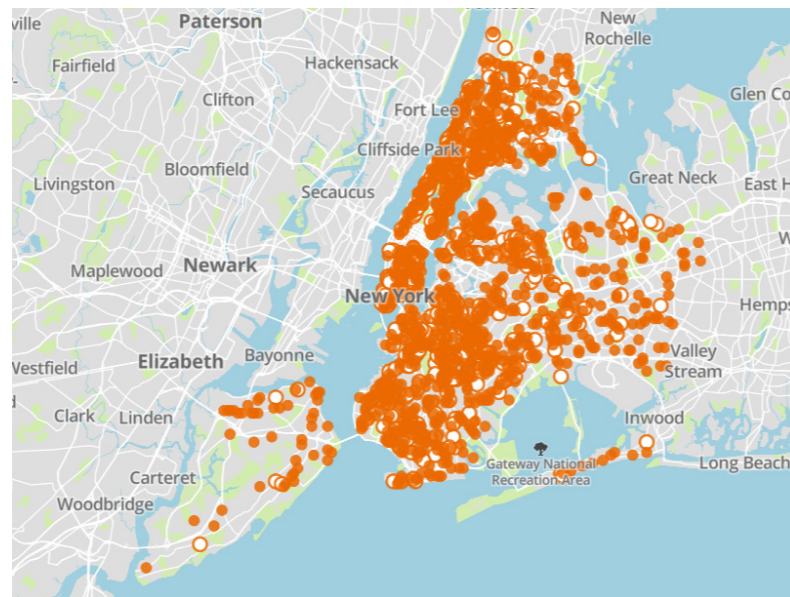 Paterson
New
Rochelle
ville
Fairfield
Hackensack
Clifton
Glen Co
Fort Lee
Cliffside Park
Bloomfield
Livingston
Secaucus
Great Neck
East H
W
Maplewood
Newark
New York
Hemps
Elizabeth
Bayonne
Valley
Stream
Westfield
d
Clark
Linden
Inwood
Gateway National
Recreation Area
Long Beach
Carteret
Woodbridge